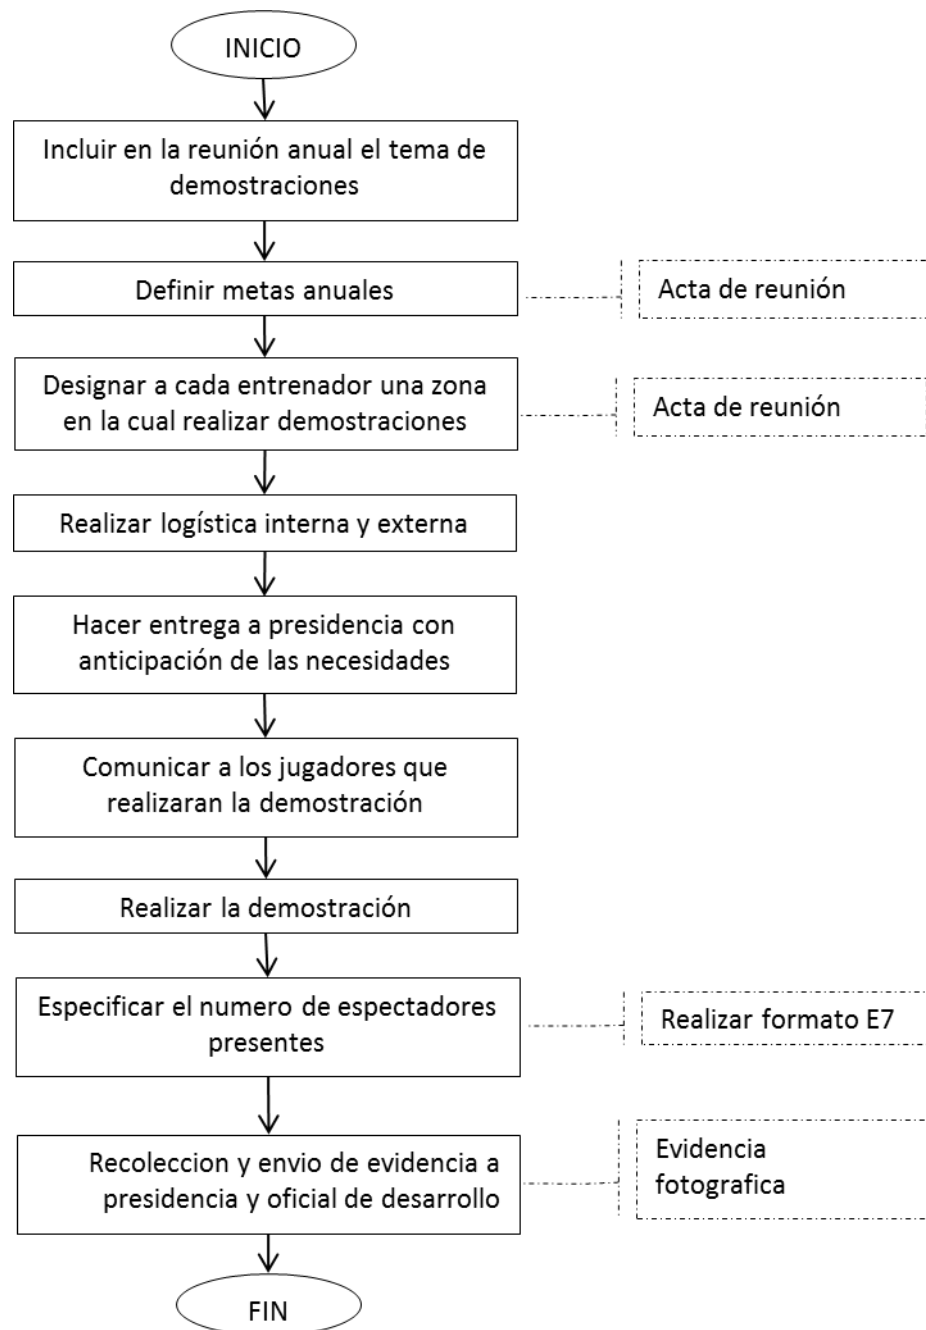 INICIO
Incluir en la reunión anual el tema de
demostraciones
Definir metas anuales
Acta de reunión
Designar a cada entrenador una zona
en la cual realizar demostraciones
Acta de reunión
Realizar logística interna y externa
Hacer entrega a presidencia con
anticipación de las necesidades
Comunicar a los jugadores que
realizaran la demostración
Realizar la demostración
Especificar el numero de espectadores
presentes
Realizar formato E7
Recoleccion y envio de evidencia a
presidencia y oficial de desarrollo
Evidencia
fotografica
FIN